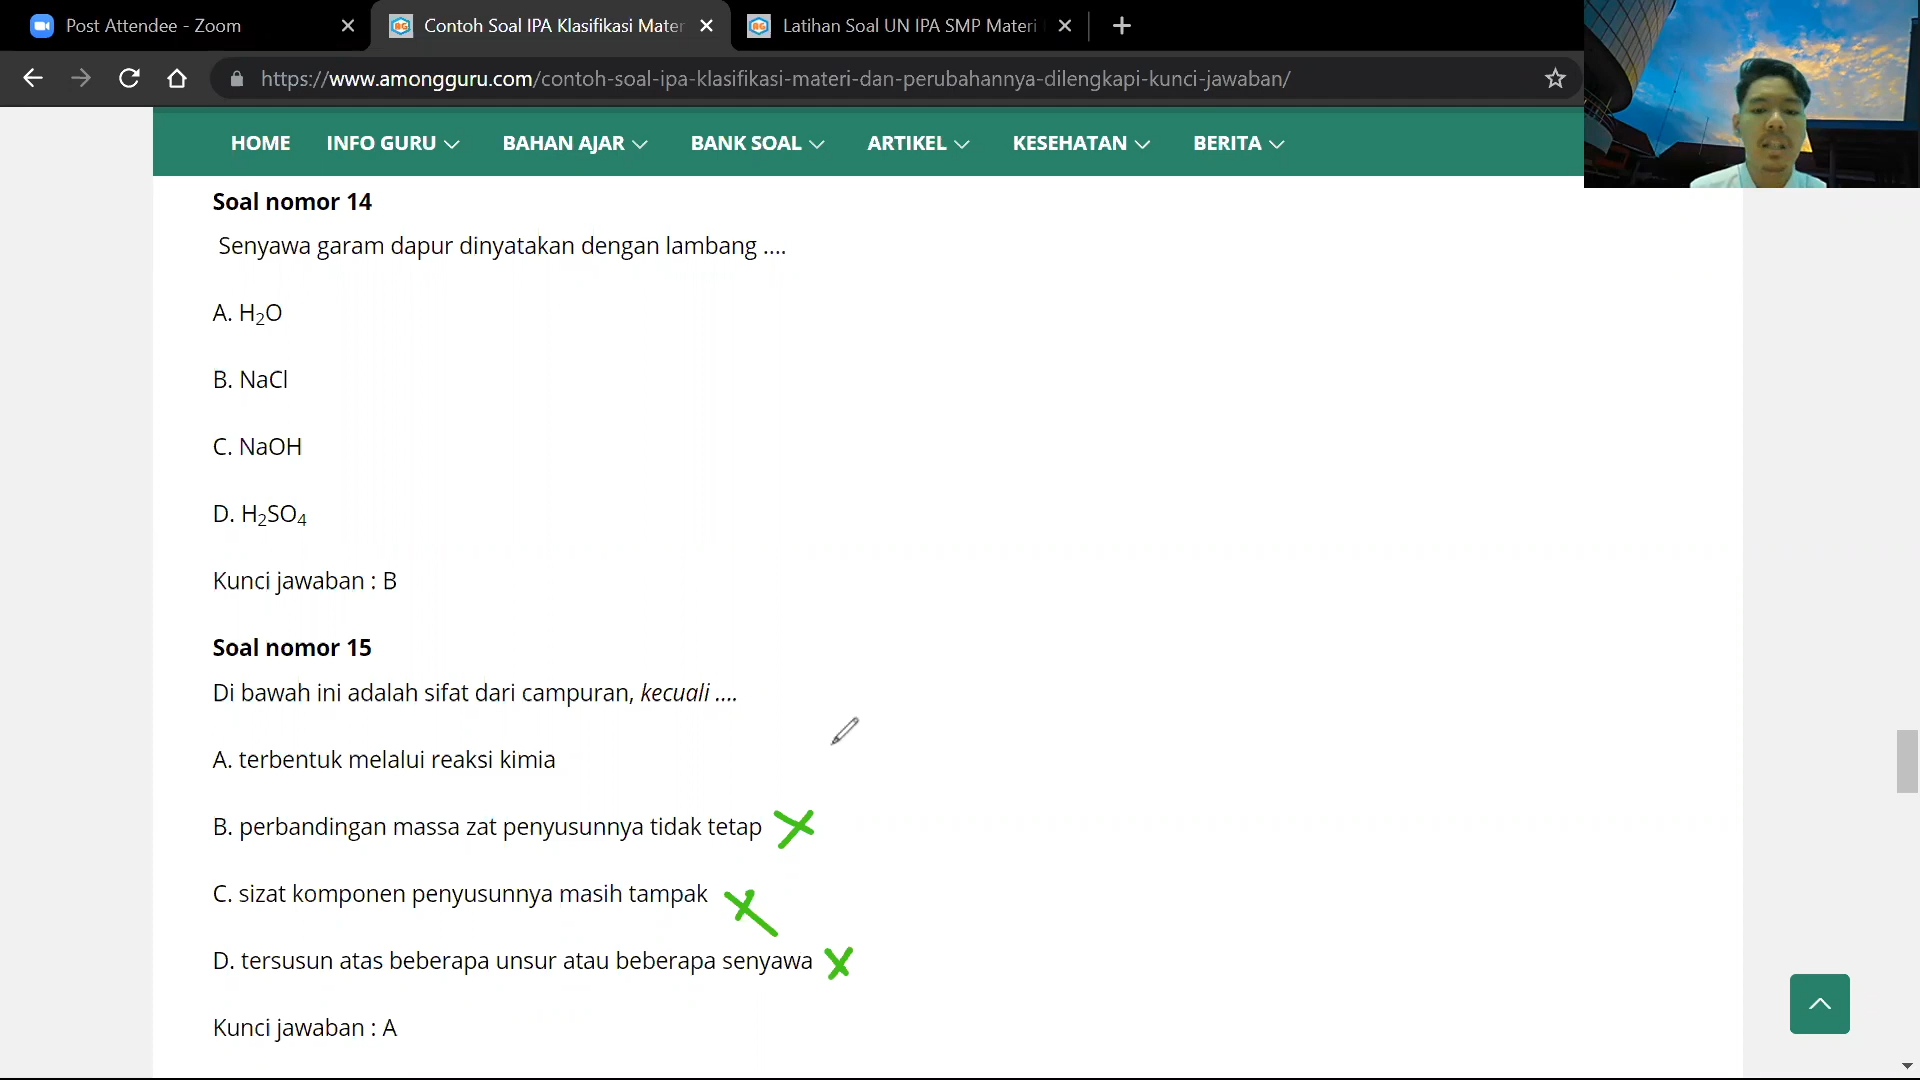 Post Attendee - Zoom
Contoh Soal IPA Klasifikasi Mater
Latihan Soal UN IPA SMP Materi
https://www.amongguru.com/contoh-soal-ipa-klasifikasi-materi-dan-perubahannya-dilengkapi-kunci-jawaban/
HOME INFO GURU BAHAN AJAR BANK SOAL ARTIKEL KESEHATAN BERITA
Soal nomor 14
Senyawa garam dapur dinyatakan dengan lambang ....
A. H₂O
B. NaCl
C. NaOH
D. H₂SO₄
Kunci jawaban : B
Soal nomor 15
Di bawah ini adalah sifat dari campuran, kecuali ....
A. terbentuk melalui reaksi kimia
B. perbandingan massa zat penyusunnya tidak tetap
C. sizat komponen penyusunnya masih tampak
D. tersusun atas beberapa unsur atau beberapa senyawa
Kunci jawaban : A